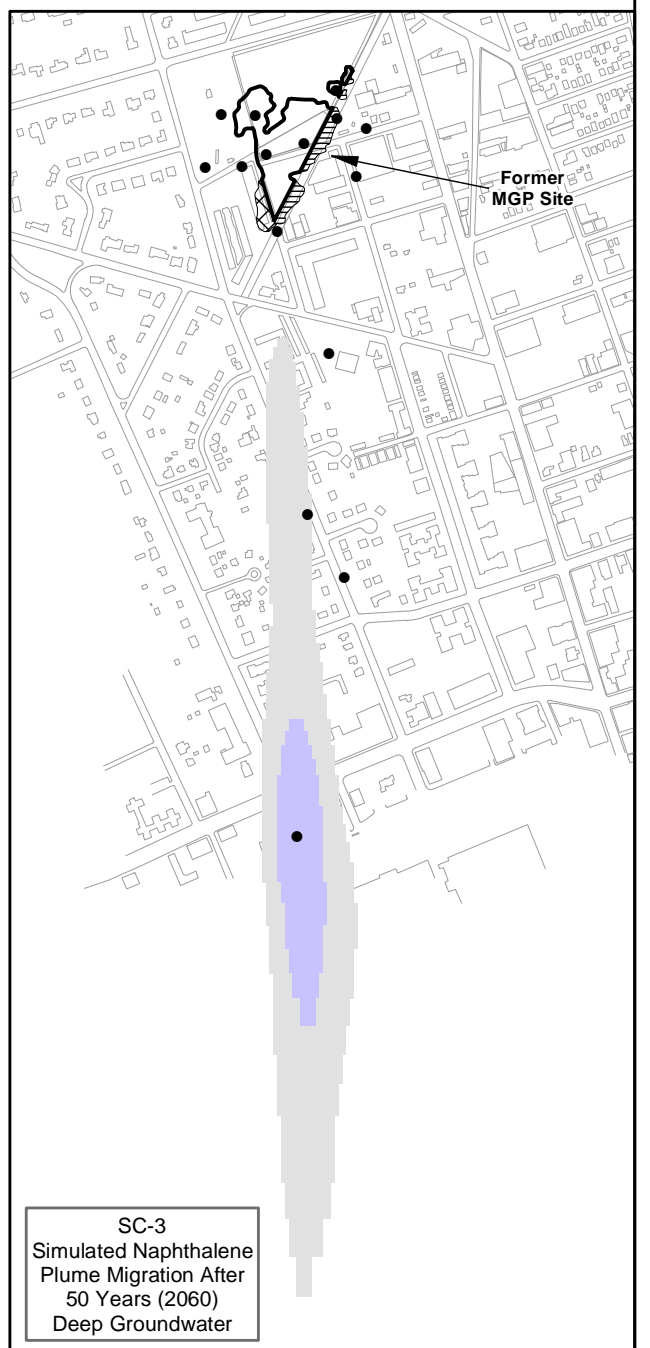 Former
MGP Site
SC-3
Simulated Naphthalene
Plume Migration After
50 Years (2060)
Deep Groundwater